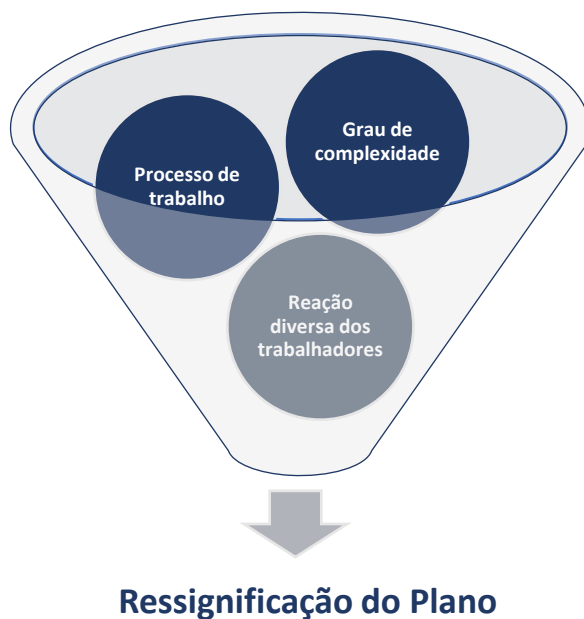 Grau de
complexidade
Processo de
trabalho
Reação
diversa dos
trabalhadores
Ressignificação do Plano